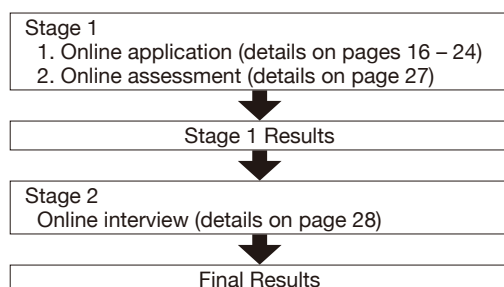 Stage 1
1. Online application (details on pages 16 – 24)
2. Online assessment (details on page 27)
Stage 1 Results
Stage 2
Online interview (details on page 28)
Final Results